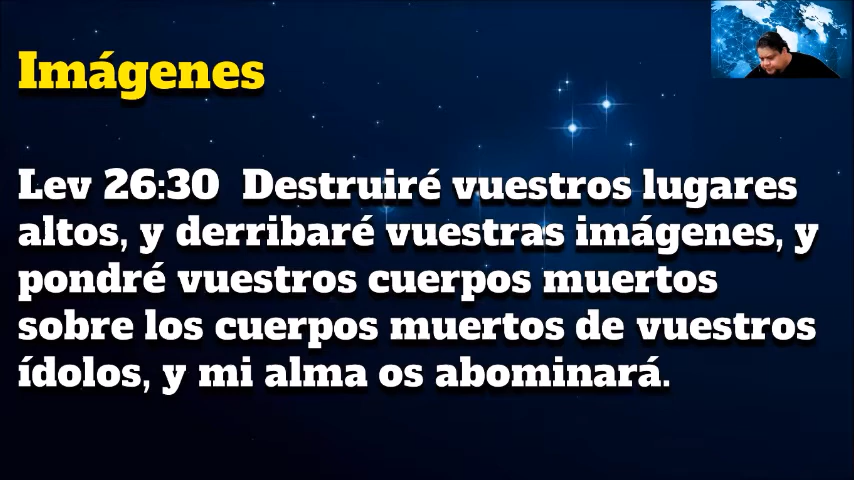 Imágenes
Lev 26:30 Destruiré vuestros lugares
altos, y derribaré vuestras imágenes, y
pondré vuestros cuerpos muertos
sobre los cuerpos muertos de vuestros
ídolos, y mi alma os abominará.